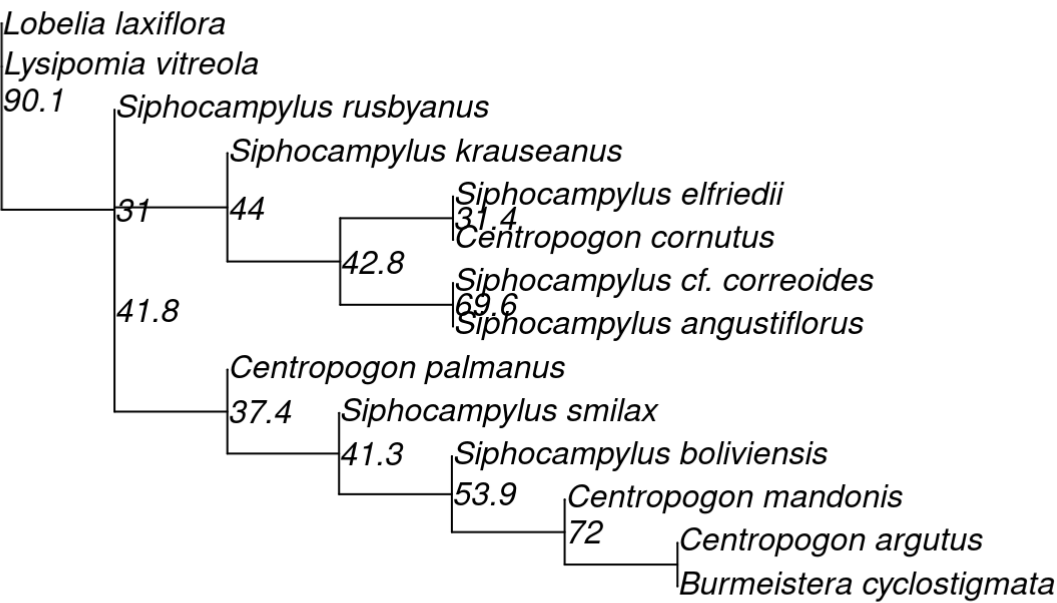 Lobelia laxiflora
Lysipomia vitreola
90.1
Siphocampylus rusbyanus
Siphocampylus krauseanus
Siphocampylus elfriedii
31
44
31.4
Centropogon cornutus
42.8
Siphocampylus cf. correoides
69.6
41.8
Siphocampylus angustiflorus
Centropogon palmanus
37.4
Siphocampylus smilax
41.3
Siphocampylus boliviensis
53.9
Centropogon mandonis
72
Centropogon argutus
Burmeistera cyclostigmata